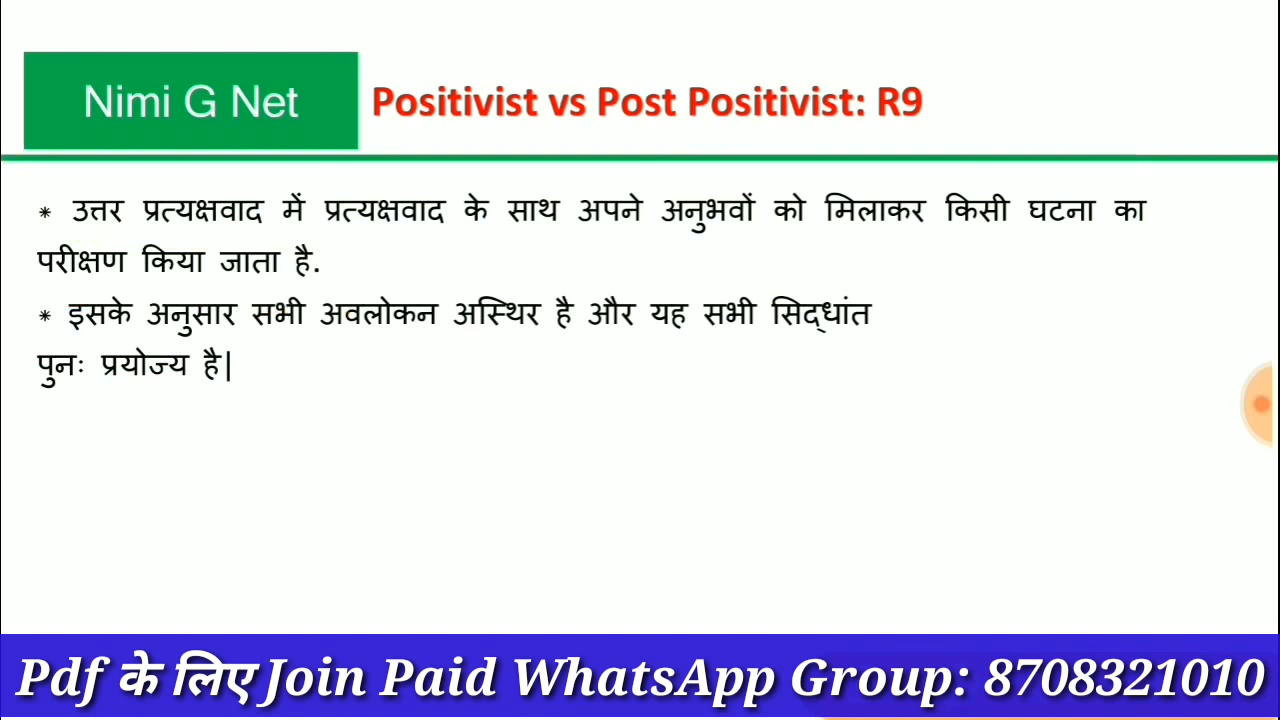 Nimi G Net
Positivist vs Post Positivist: R9
* उत्तर प्रत्यक्षवाद में प्रत्यक्षवाद के साथ अपने अनुभवों को मिलाकर किसी घटना का
परीक्षण किया जाता है.
* इसके अनुसार सभी अवलोकन अस्थिर है और यह सभी सिद्धांत
पुनः प्रयोज्य है|
Pdf के लिए Join Paid WhatsApp Group: 8708321010